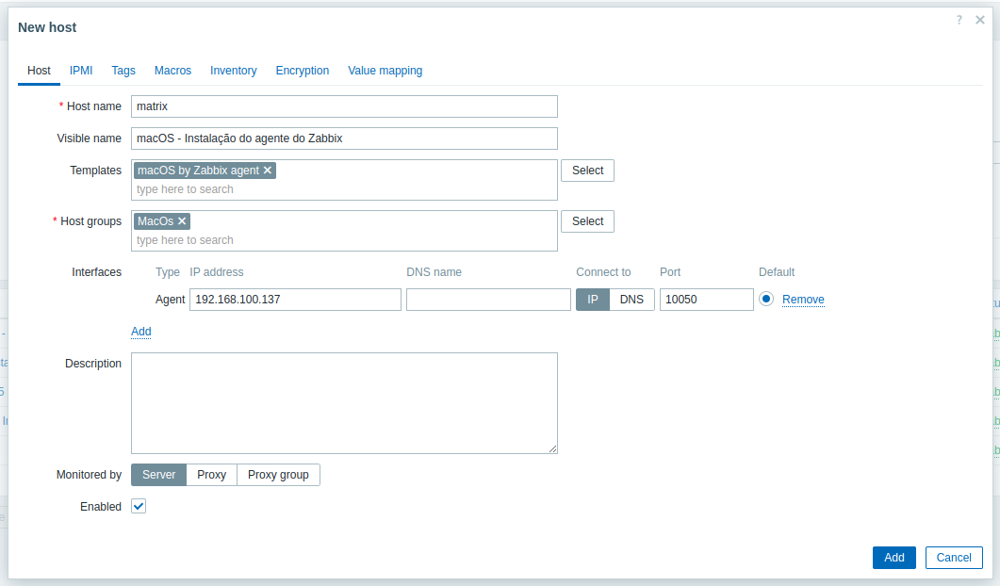 New host
?
Host IPMI Tags Macros Inventory Encryption Value mapping
* Host name matrix
Visible name macOS - Instalação do agente do Zabbix
Templates macOS by Zabbix agent Select
type here to search
* Host groups MacOs Select
type here to search
Interfaces Type IP address DNS name Connect to Port Default
Agent 192.168.100.137 IP DNS 10050 Remove
Add
Description
Monitored by Server Proxy Proxy group
Enabled
Add Cancel